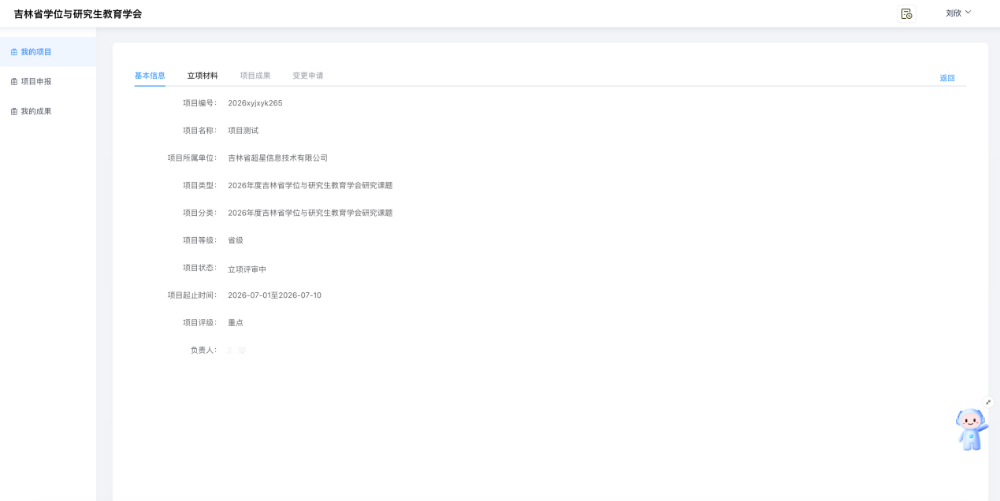 吉林省学位与研究生教育学会
刘欣
我的项目
项目申报
我的成果
基本信息 立项材料 项目成果 变更申请 返回
项目编号： 2026xyjxyk265
项目名称： 项目测试
项目所属单位： 吉林省超星信息技术有限公司
项目类型： 2026年度吉林省学位与研究生教育学会研究课题
项目分类： 2026年度吉林省学位与研究生教育学会研究课题
项目等级： 省级
项目状态： 立项评审中
项目起止时间： 2026-07-01至2026-07-10
项目评级： 重点
负责人：